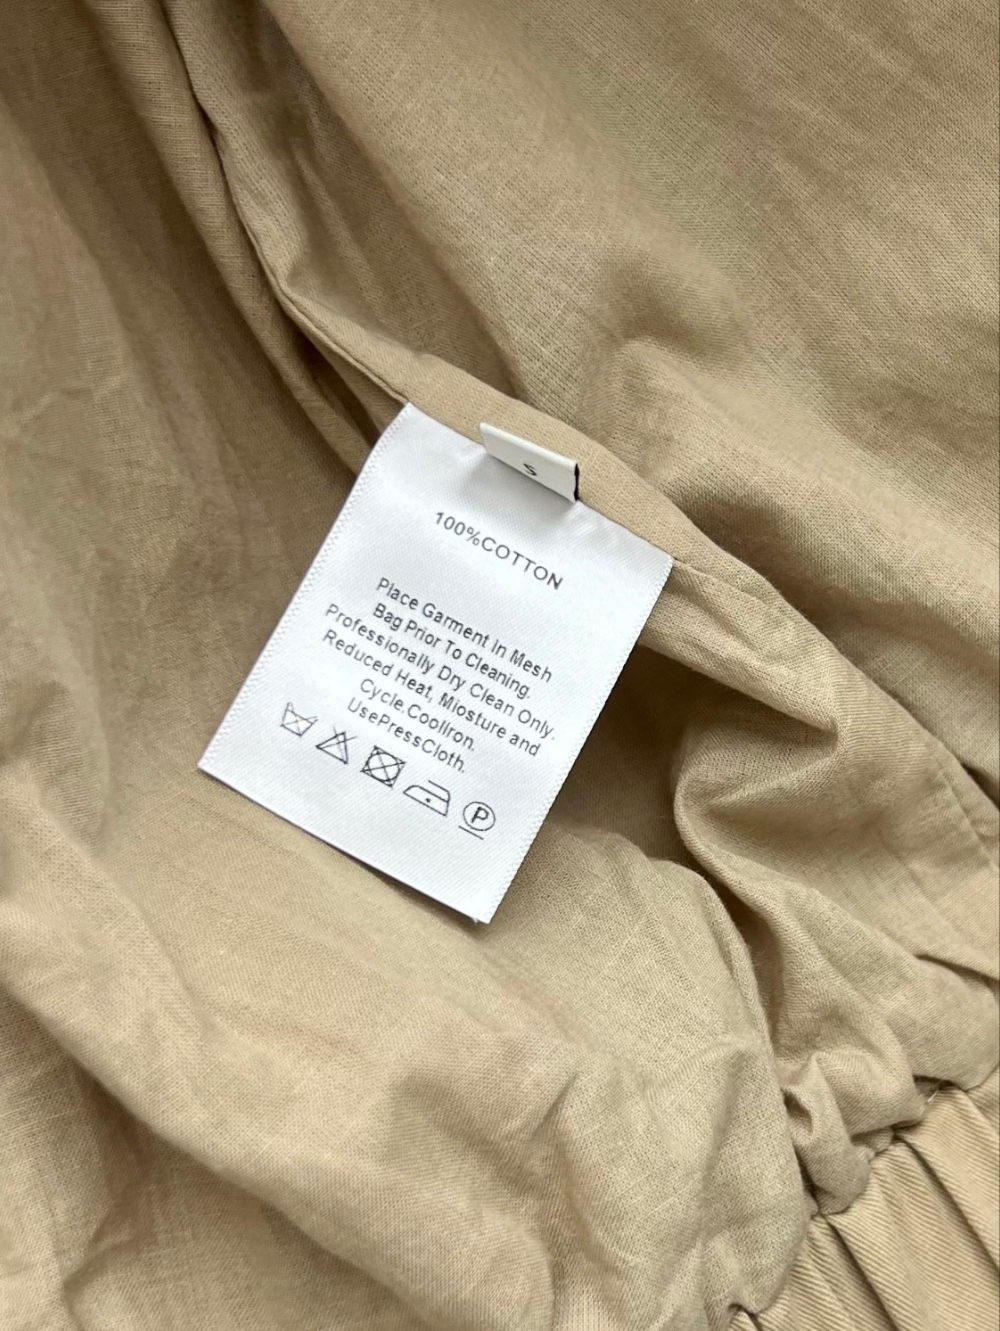 S
100%COTTON
Place Garment In Mesh
Bag Prior To Cleaning.
Professionally Dry Clean Only.
Reduced Heat, Miosture and
Cycle.CoolIron.
UsePressCloth.
P